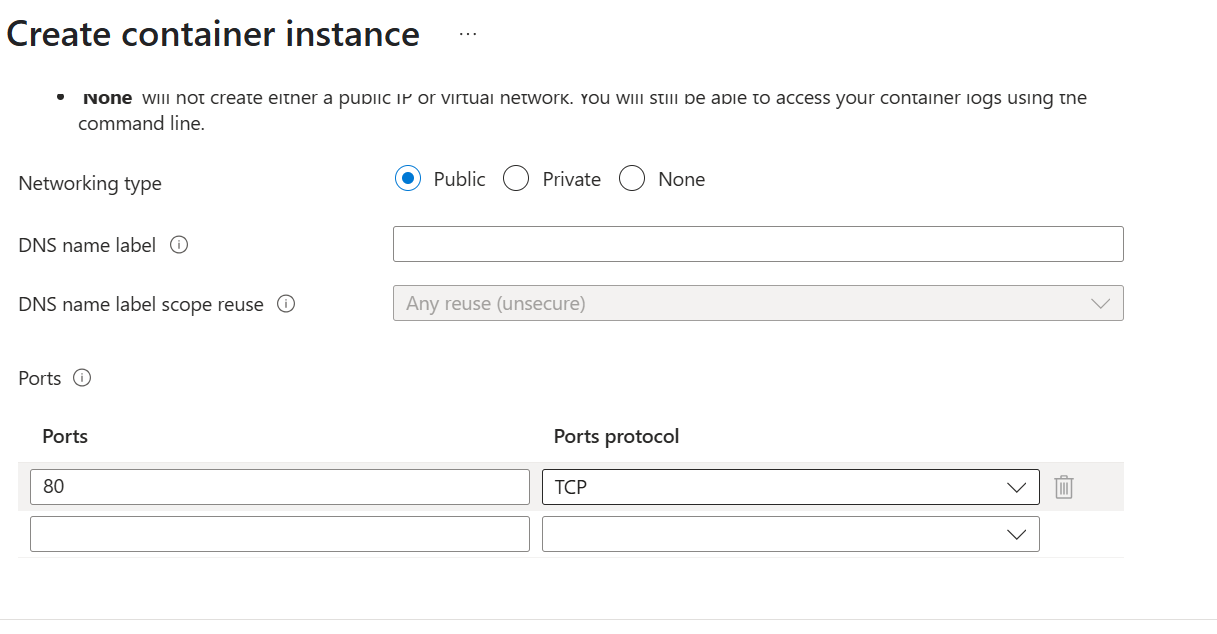 Create container instance ...
• None will not create either a public IP or virtual network. You will still be able to access your container logs using the
command line.
Networking type Public Private None
DNS name label
DNS name label scope reuse Any reuse (unsecure)
Ports
Ports Ports protocol
80 TCP